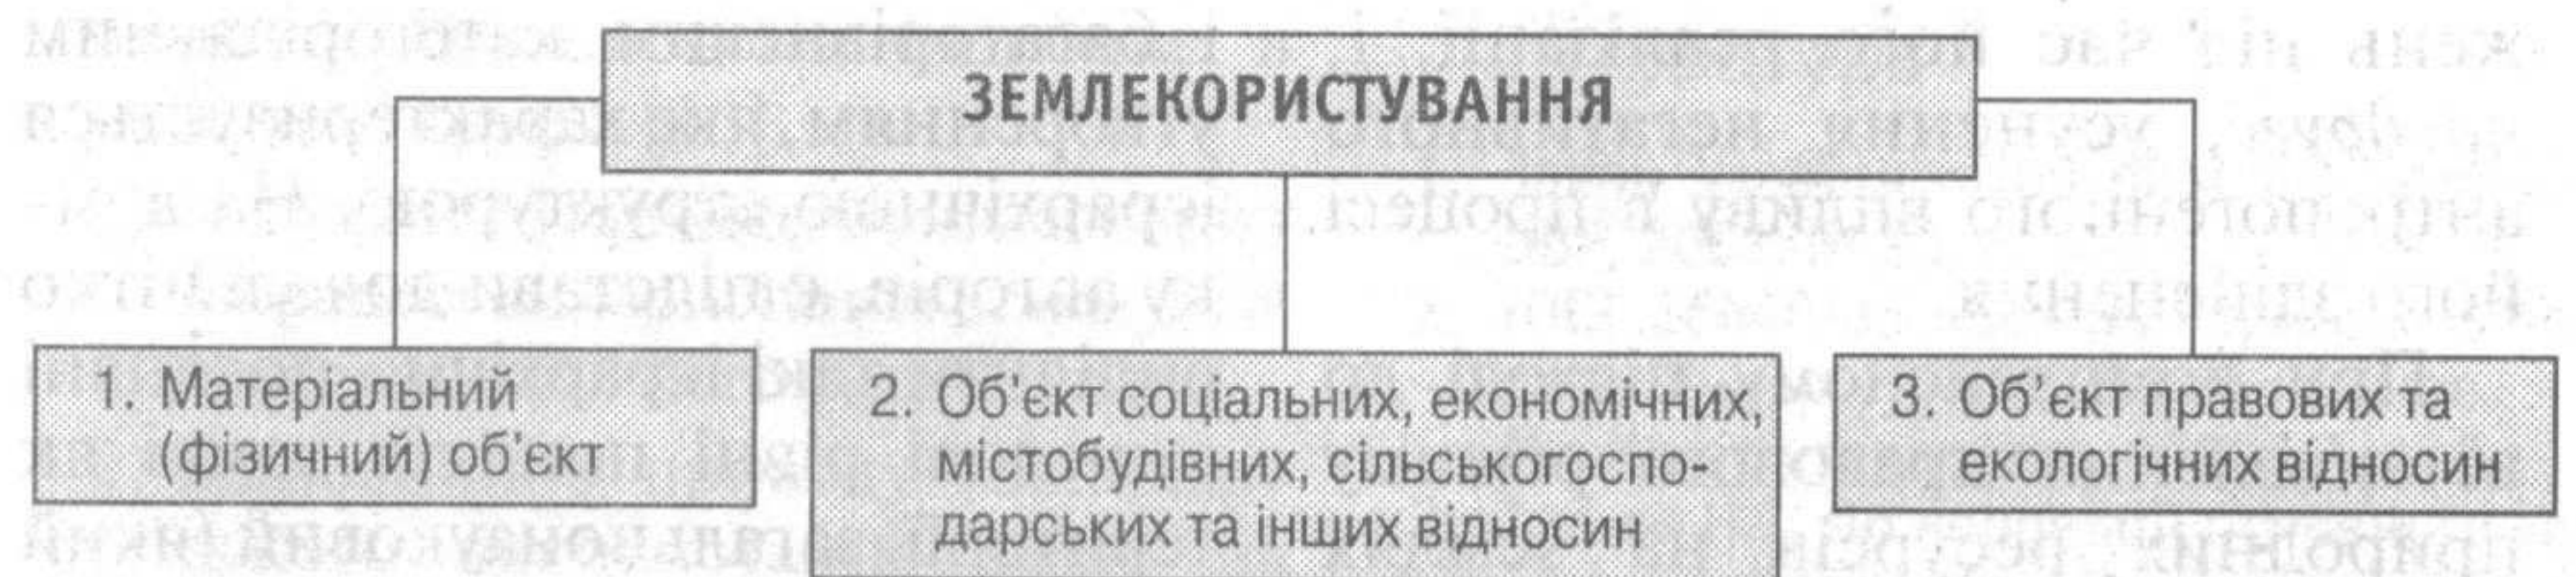 ЗЕМЛЕКОРИСТУВАННЯ
1. Матеріальний
(фізичний) об'єкт
2. Об'єкт соціальних, економічних,
містобудівних, сільськогоспо-
дарських та інших відносин
3. Об'єкт правових та
екологічних відносин